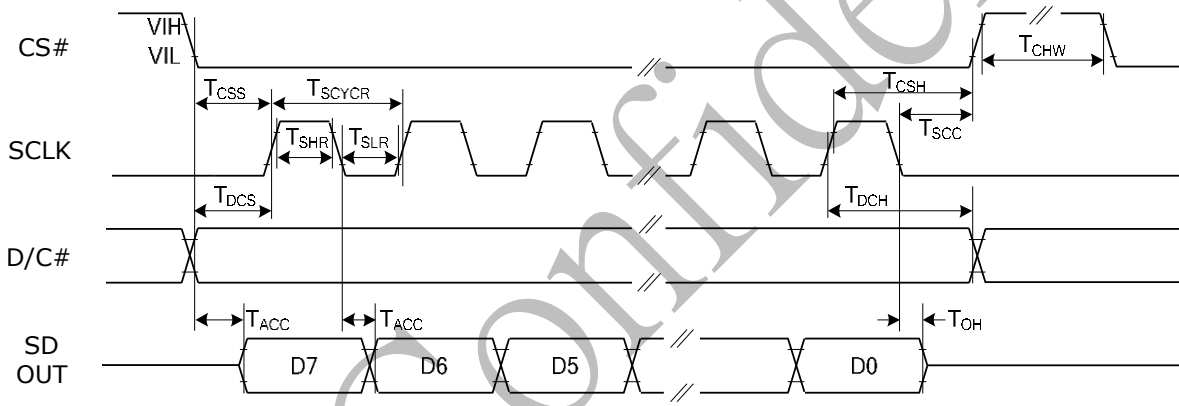 CS#
VIH
VIL
TCHW
TCSS
TSCYCR
TCSH
TSCC
SCLK
TSHR
TSLR
TDCS
TDCH
D/C#
TACC
TACC
TOH
SD
OUT
D7
D6
D5
D0